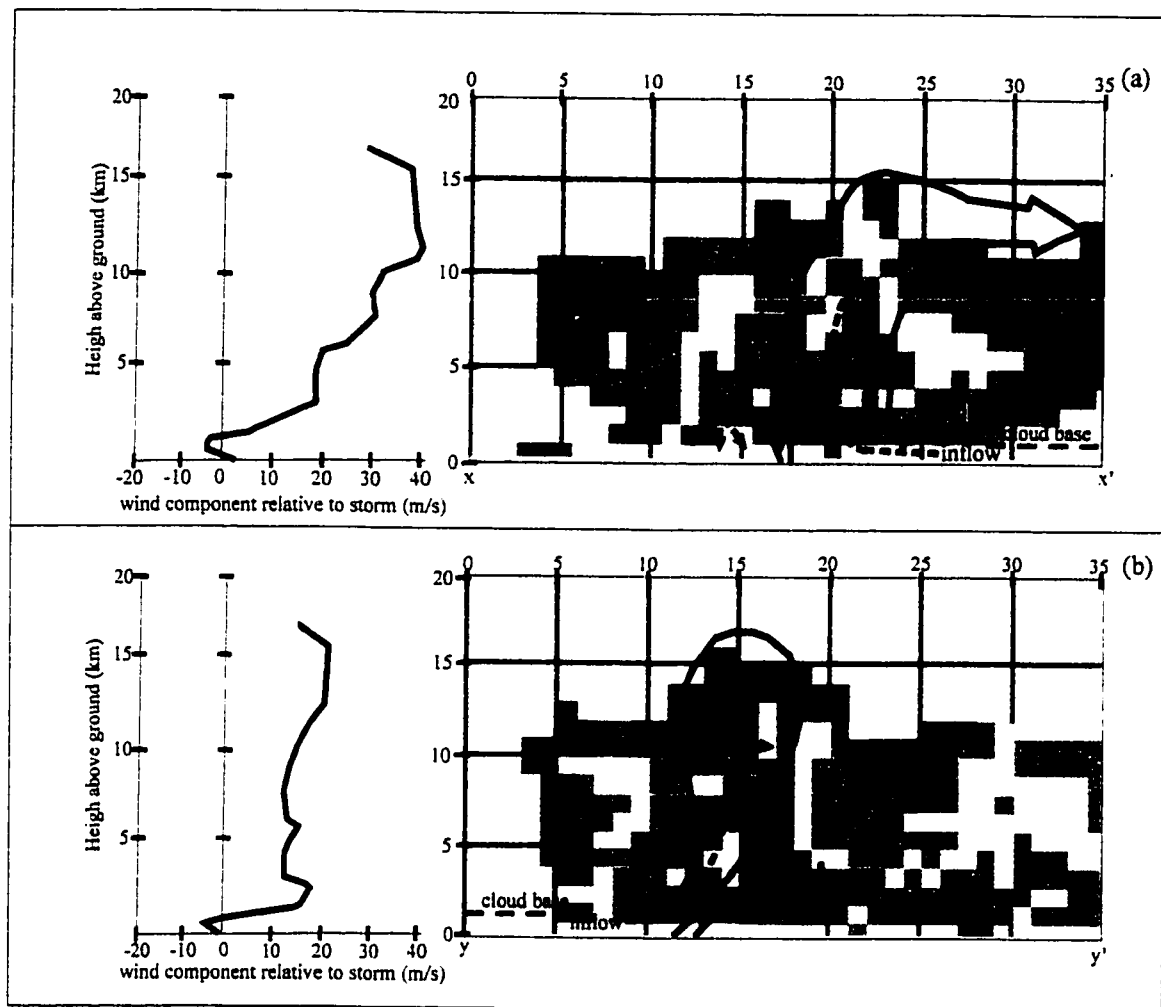 0 5 10 15 20 25 30 35 (a)
20 15 10 5 0
Heigh above ground (km)
20 15 10 5
-20 -10 0 10 20 30 40
wind component relative to storm (m/s)
cloud base
inflow
x x'
0 5 10 15 20 25 30 35 (b)
20 15 10 5 0
Heigh above ground (km)
20 15 10 5
-20 -10 0 10 20 30 40
wind component relative to storm (m/s)
cloud base
inflow
y y'